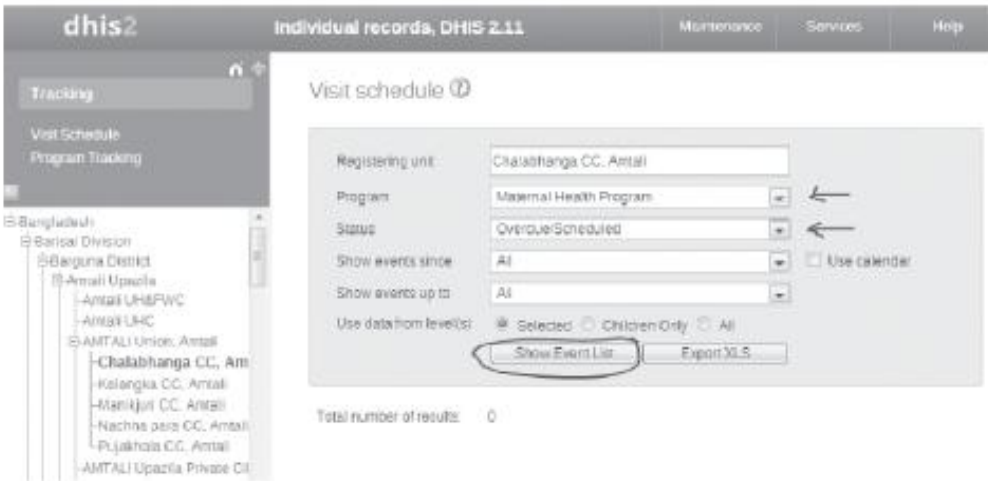 dhis2
Individual records, DHIS 2.11
Maintenance Services Help
Tracking
Visit Schedule
Program Tracking
Bangladesh
Barisal Division
Barguna District
Amtali Upazila
Amtali UH&FWC
Amtali UHC
AMTALI Union, Amtali
Chalabhanga CC, Am
Kalangka CC, Amtali
Manikjuri CC, Amtali
Nachna para CC, Amtali
Pujakhola CC, Amtali
AMTALI Upazila Private Cli
Visit schedule
Registering unit Chalabhanga CC, Amtali
Program Maternal Health Program
Status Overdue/Scheduled
Show events since All Use calendar
Show events up to All
Use data from level(s) Selected Children Only All
Show Event List Export XLS
Total number of results: 0